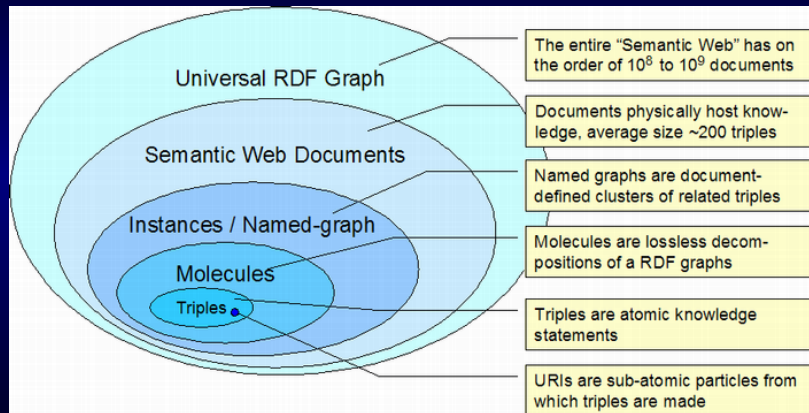 Universal RDF Graph
Semantic Web Documents
Instances / Named-graph
Molecules
Triples
The entire “Semantic Web” has on
the order of 10⁸ to 10⁹ documents
Documents physically host know-
ledge, average size ~200 triples
Named graphs are document-
defined clusters of related triples
Molecules are lossless decom-
positions of a RDF graphs
Triples are atomic knowledge
statements
URIs are sub-atomic particles from
which triples are made